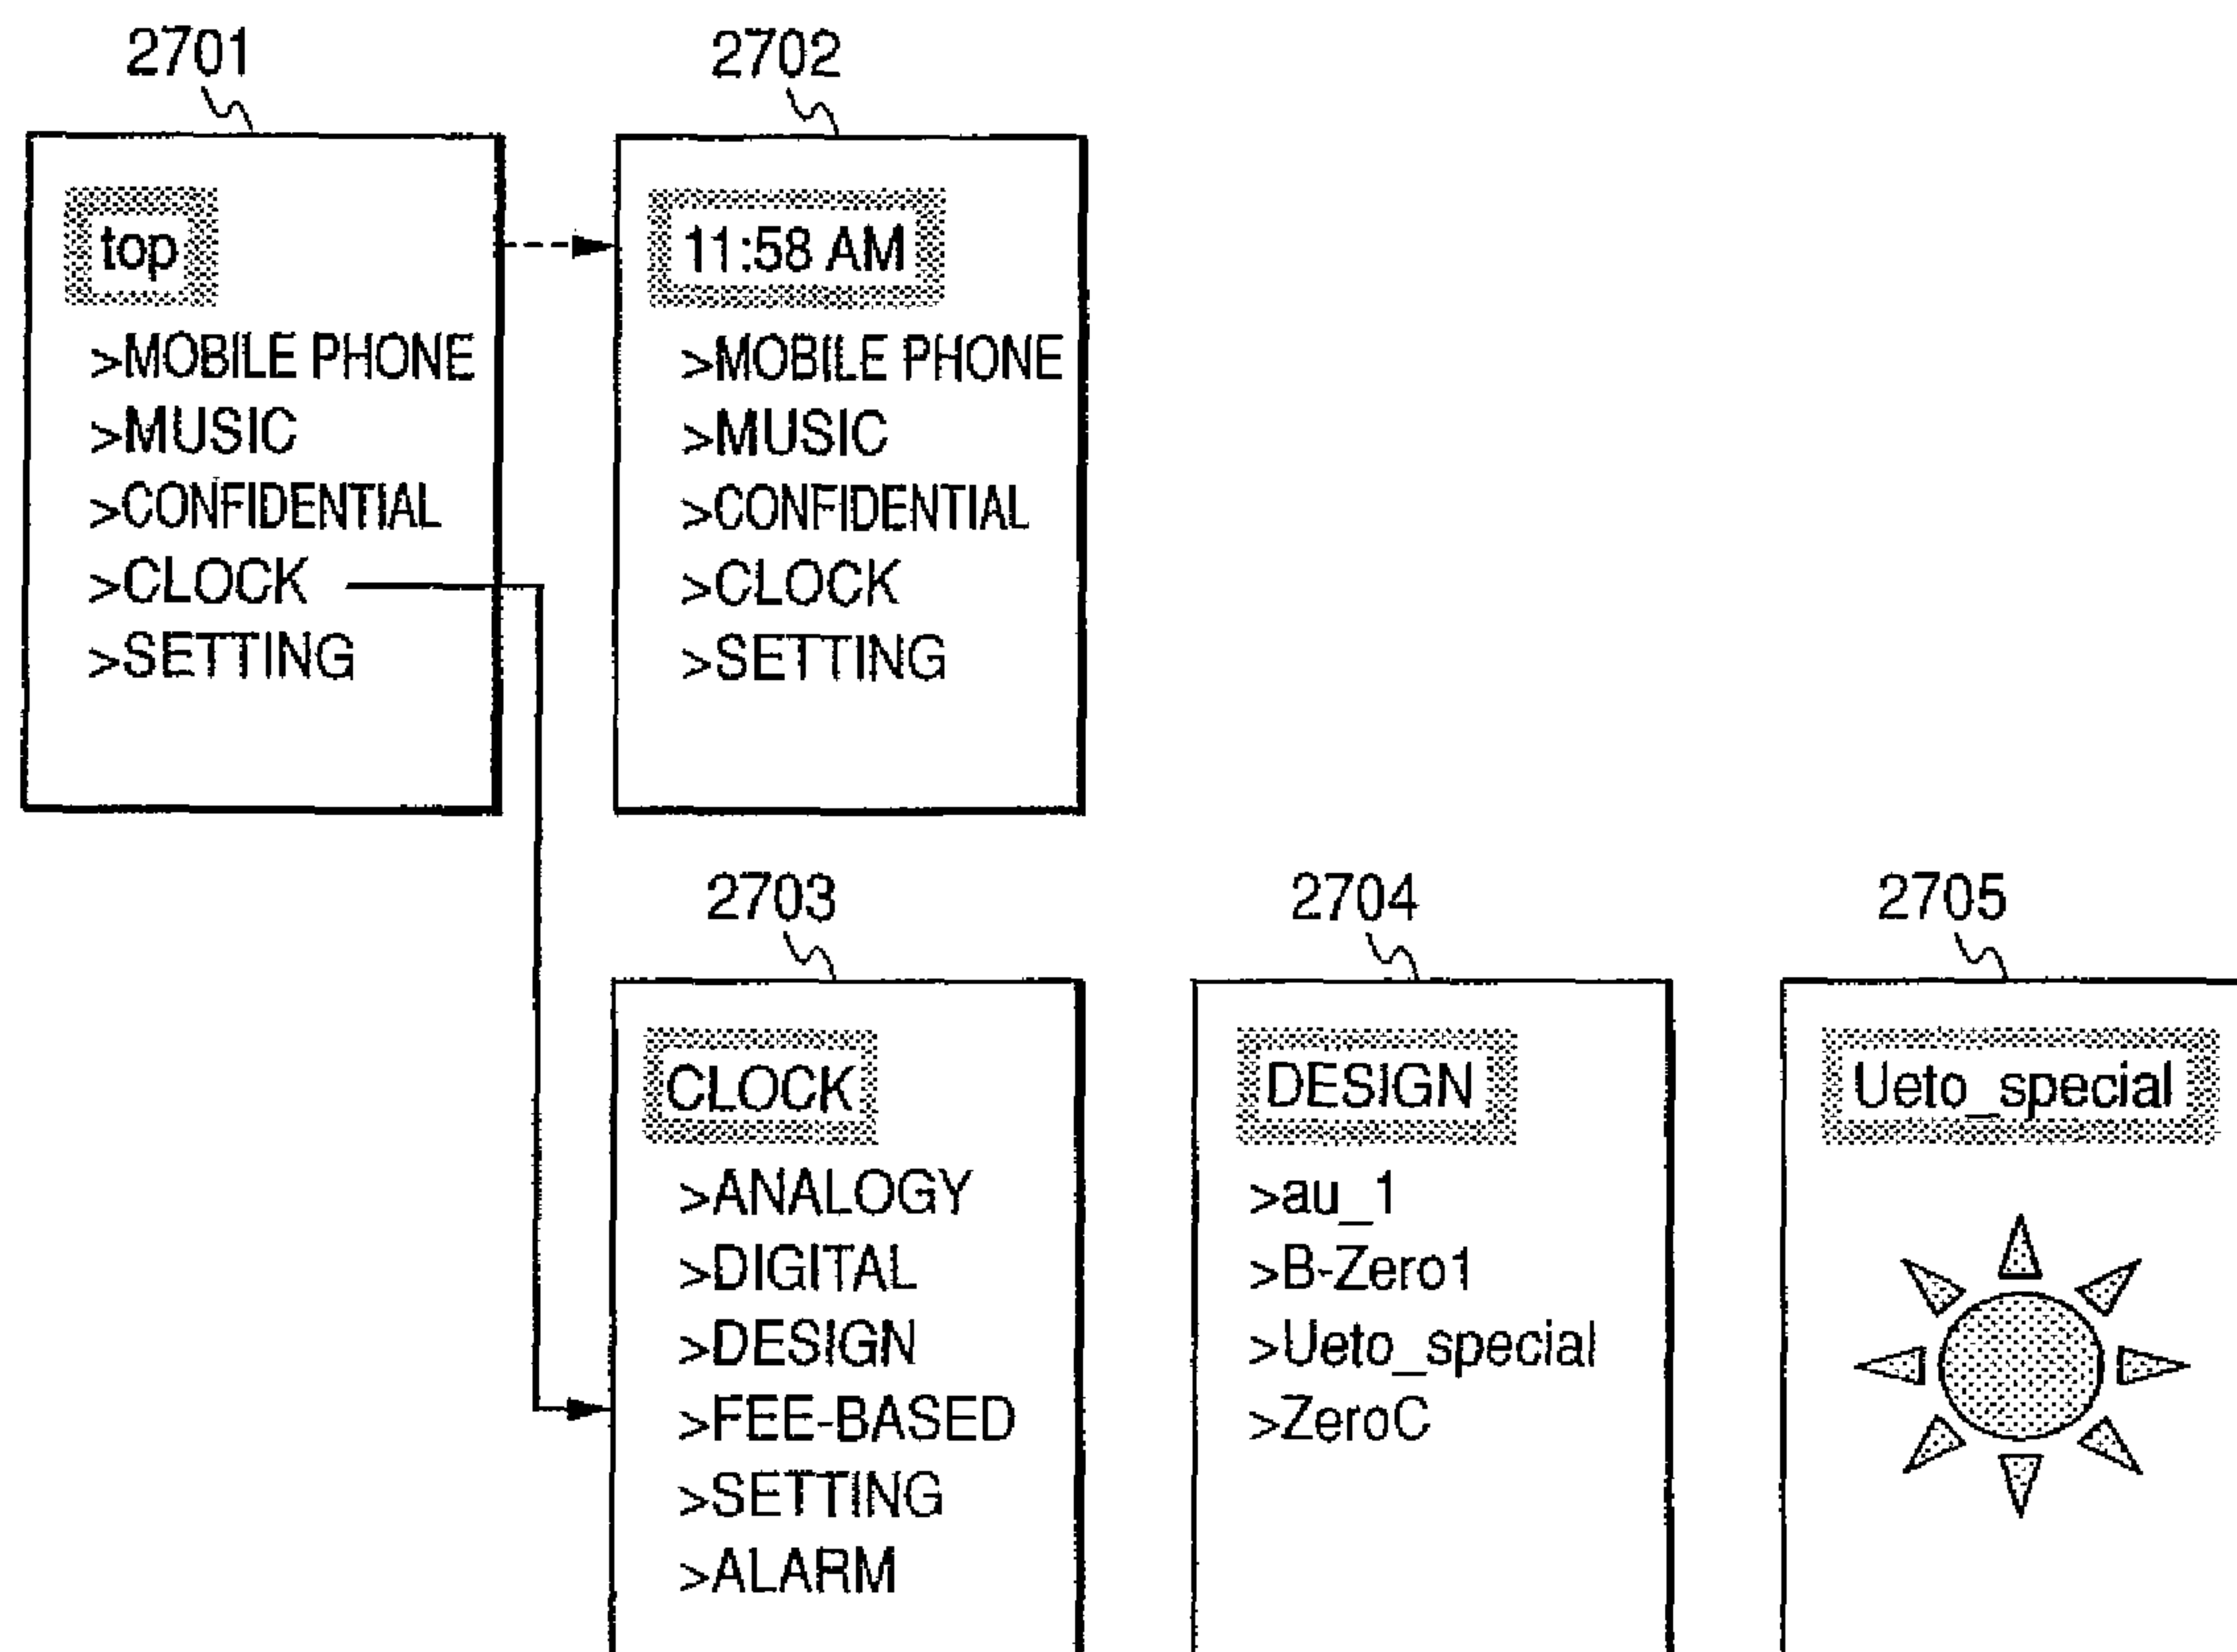 2701
top
>MOBILE PHONE
>MUSIC
>CONFIDENTIAL
>CLOCK
>SETTING
2702
11:58 AM
>MOBILE PHONE
>MUSIC
>CONFIDENTIAL
>CLOCK
>SETTING
2703
CLOCK
>ANALOGY
>DIGITAL
>DESIGN
>FEE-BASED
>SETTING
>ALARM
2704
DESIGN
>au_1
>B-Zero1
>Ueto_special
>ZeroC
2705
Ueto_special